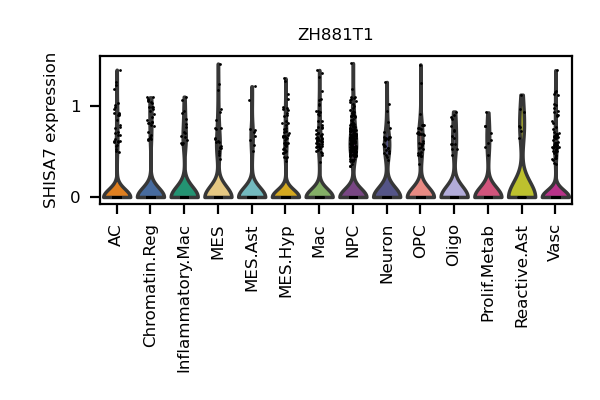 ZH881T1
SHISA7 expression
1
0
AC
Chromatin.Reg
Inflammatory.Mac
MES
MES.Ast
MES.Hyp
Mac
NPC
Neuron
OPC
Oligo
Prolif.Metab
Reactive.Ast
Vasc